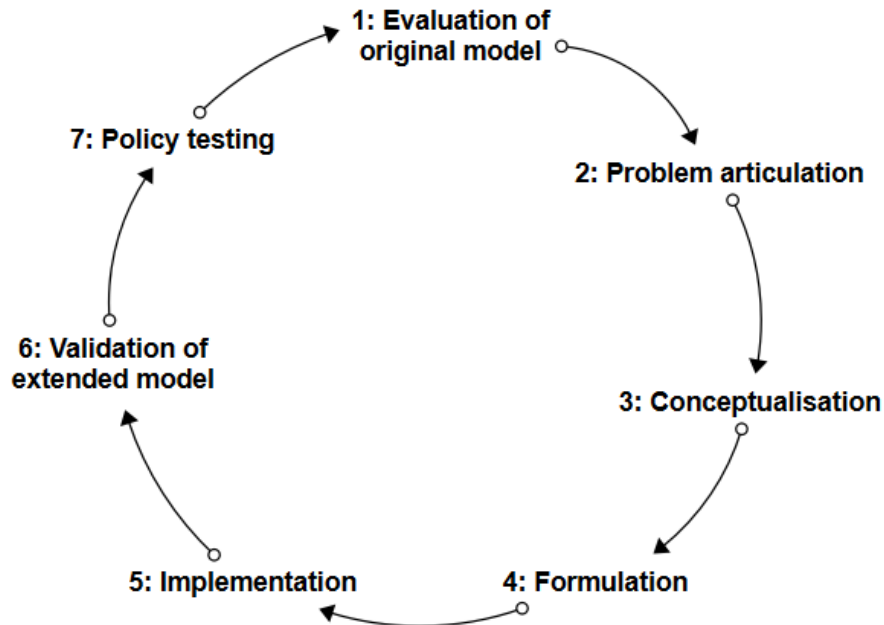 1: Evaluation of
original model
2: Problem articulation
3: Conceptualisation
4: Formulation
5: Implementation
6: Validation of
extended model
7: Policy testing